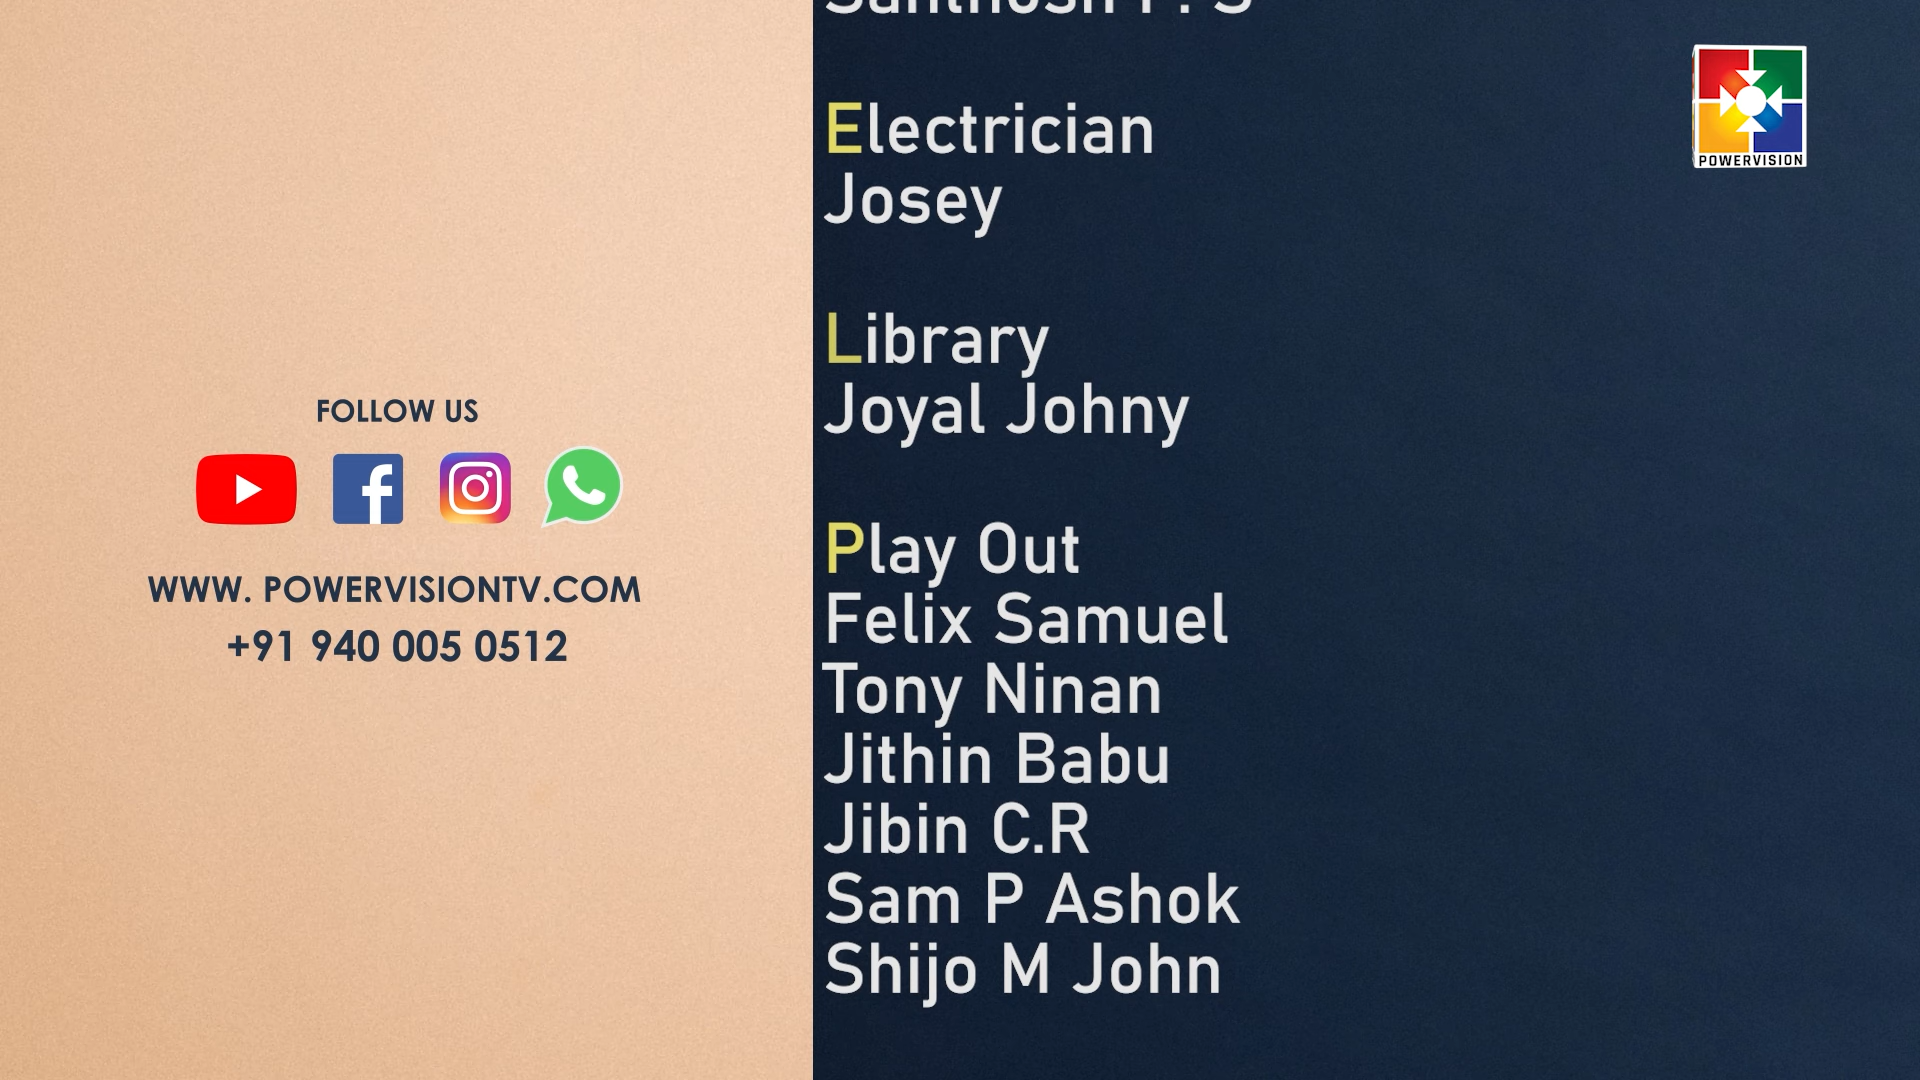 Electrician
Josey
Library
Joyal Johny
Play Out
Felix Samuel
Tony Ninan
Jithin Babu
Jibin C.R
Sam P Ashok
Shijo M John
FOLLOW US
WWW. POWERVISIONTV.COM
+91 940 005 0512
POWERVISION